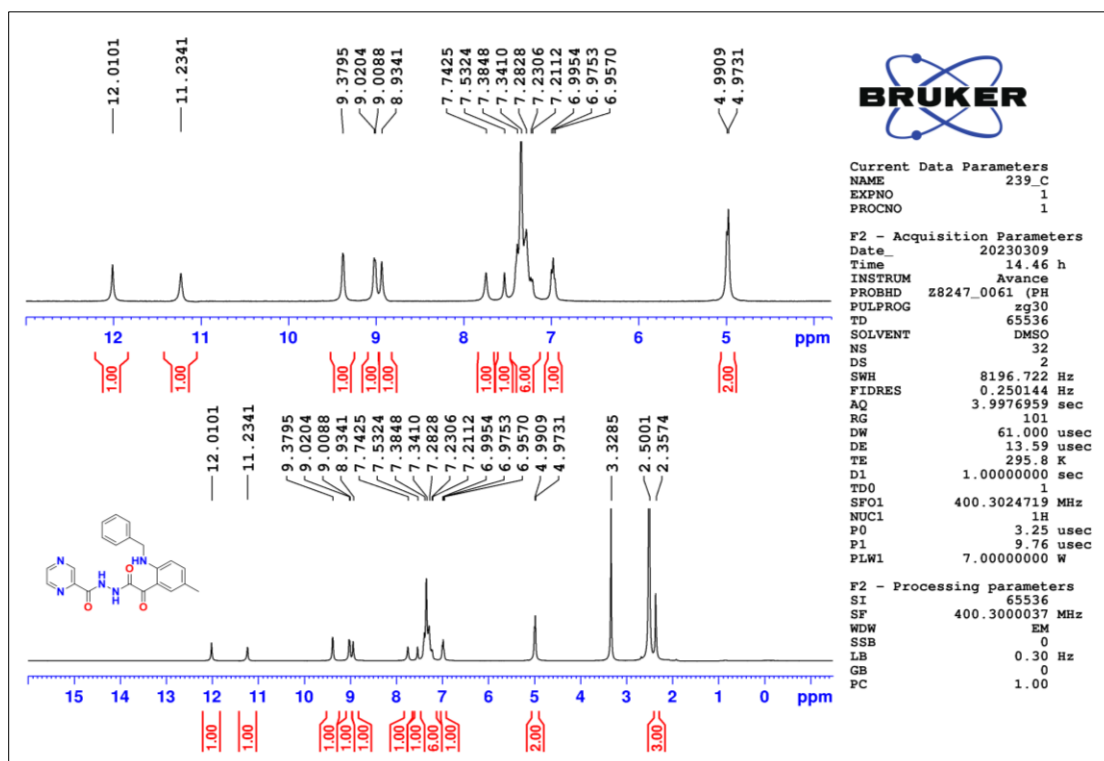 12.0101
11.2341
9.3795
9.0204
9.0088
8.9341
7.7425
7.5324
7.3848
7.3410
7.2828
7.2306
7.2112
6.9954
6.9753
6.9570
4.9909
4.9731
12 11 10 9 8 7 6 5 ppm
1.00 1.00 1.00 1.00 1.00 1.00 1.00 6.00 1.00 2.00
12.0101
11.2341
9.3795
9.0204
9.0088
8.9341
7.7425
7.5324
7.3848
7.3410
7.2828
7.2306
7.2112
6.9954
6.9753
6.9570
4.9909
4.9731
3.3285
2.5001
2.3574
N
N
O
H
N
N
H
O
O
NH
15 14 13 12 11 10 9 8 7 6 5 4 3 2 1 0 ppm
1.00 1.00 1.00 1.00 1.00 1.00 1.00 6.00 1.00 2.00 3.00
BRUKER
Current Data Parameters
NAME 239_C
EXPNO 1
PROCNO 1
F2 - Acquisition Parameters
Date_ 20230309
Time 14.46 h
INSTRUM Avance
PROBHD Z8247_0061 (PH
PULPROG zg30
TD 65536
SOLVENT DMSO
NS 32
DS 2
SWH 8196.722 Hz
FIDRES 0.250144 Hz
AQ 3.9976959 sec
RG 101
DW 61.000 usec
DE 13.59 usec
TE 295.8 K
D1 1.00000000 sec
TD0 1
SFO1 400.3024719 MHz
NUC1 1H
P0 3.25 usec
P1 9.76 usec
PLW1 7.00000000 W
F2 - Processing parameters
SI 65536
SF 400.3000037 MHz
WDW EM
SSB 0
LB 0.30 Hz
GB 0
PC 1.00